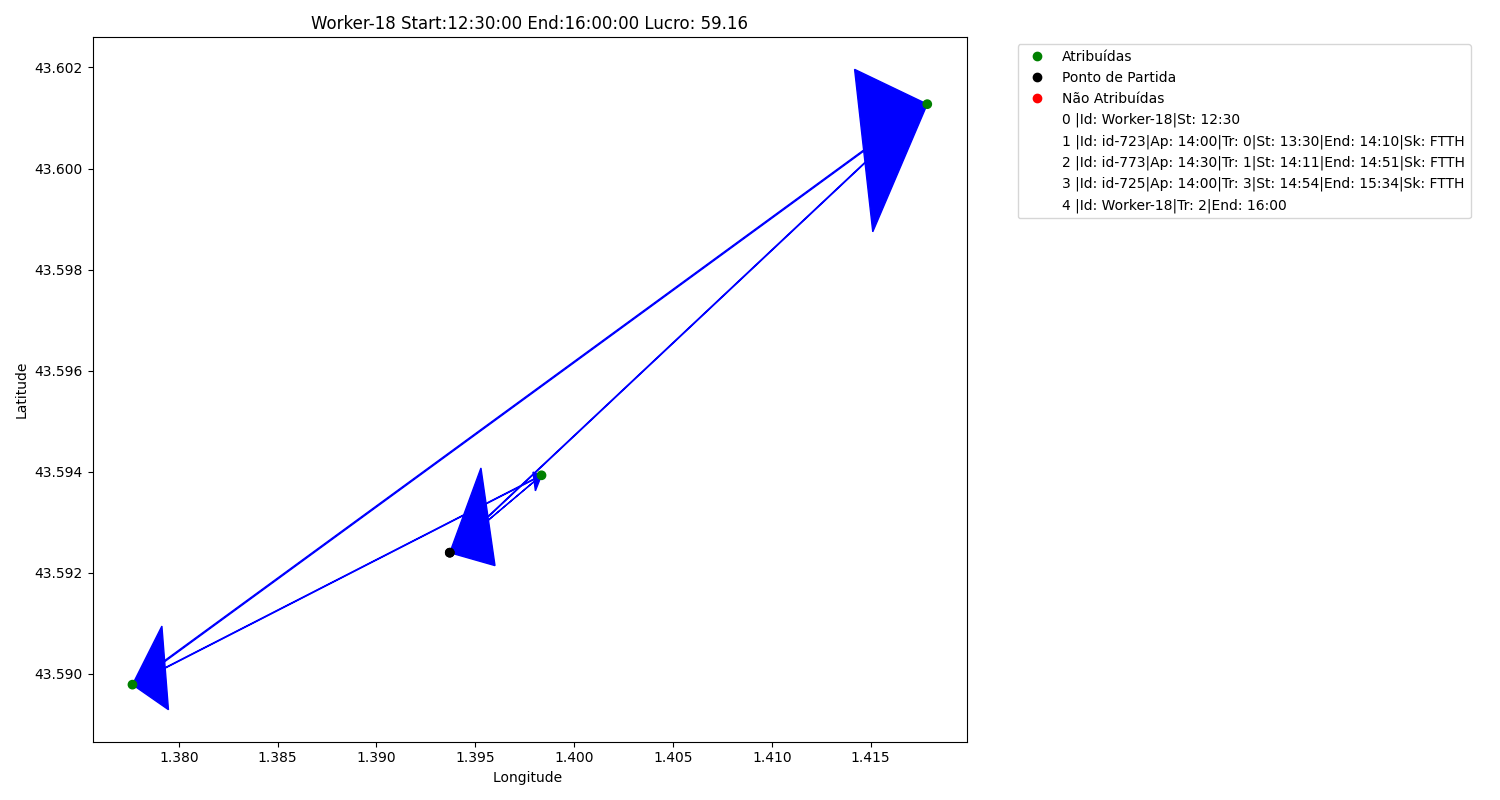 Worker-18 Start:12:30:00 End:16:00:00 Lucro: 59.16
43.602
43.600
43.598
43.596
43.594
43.592
43.590
Latitude
1.380
1.385
1.390
1.395
1.400
1.405
1.410
1.415
Longitude
Atribuídas
Ponto de Partida
Não Atribuídas
0 |Id: Worker-18|St: 12:30
1 |Id: id-723|Ap: 14:00|Tr: 0|St: 13:30|End: 14:10|Sk: FTTH
2 |Id: id-773|Ap: 14:30|Tr: 1|St: 14:11|End: 14:51|Sk: FTTH
3 |Id: id-725|Ap: 14:00|Tr: 3|St: 14:54|End: 15:34|Sk: FTTH
4 |Id: Worker-18|Tr: 2|End: 16:00